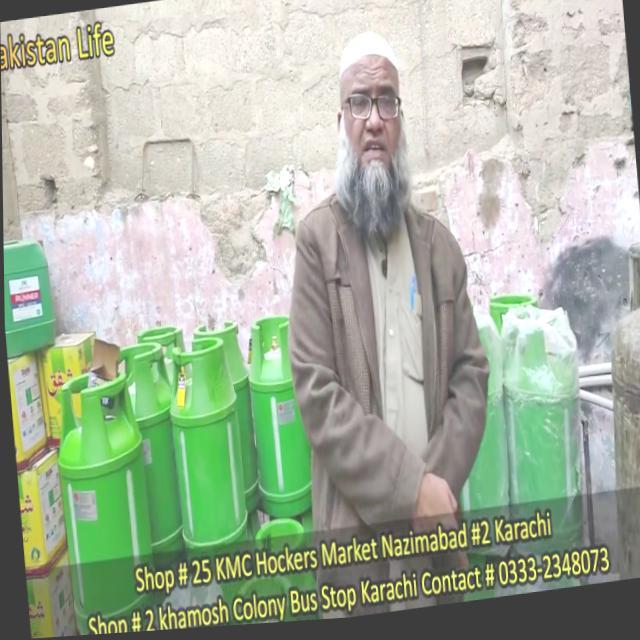 akistan Life
RUNNER
شفق
Shop # 25 KMC Hockers Market Nazimabad #2 Karachi
Shop # 2 khamosh Colony Bus Stop Karachi Contact # 0333-2348073